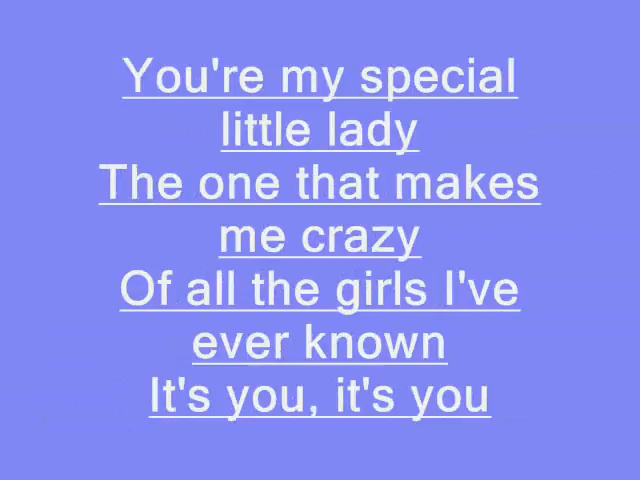 You're my special
little lady
The one that makes
me crazy
Of all the girls I've
ever known
It's you, it's you